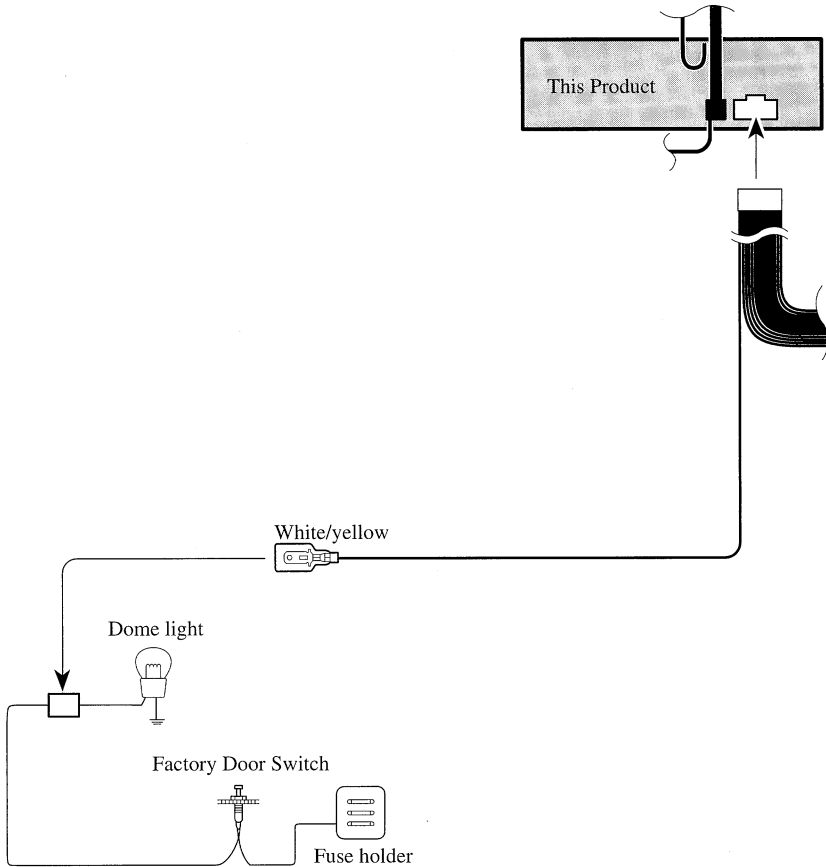 This Product
White/yellow
Dome light
Factory Door Switch
Fuse holder